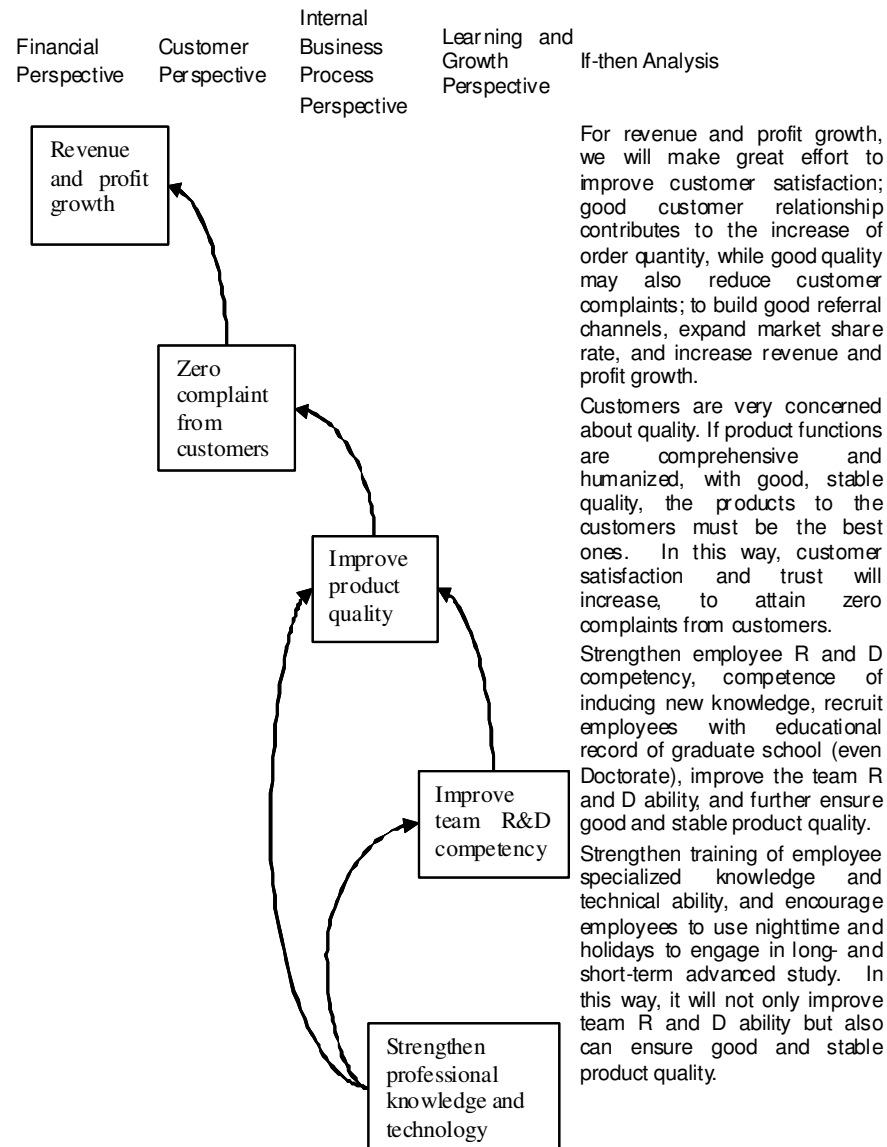 Financial
Perspective
Customer
Perspective
Internal
Business
Process
Perspective
Learning and
Growth
Perspective
If-then Analysis
Revenue
and profit
growth
Zero
complaint
from
customers
Improve
product
quality
Improve
team R&D
competency
Strengthen
professional
knowledge and
technology
For revenue and profit growth,
we will make great effort to
improve customer satisfaction;
good customer relationship
contributes to the increase of
order quantity, while good quality
may also reduce customer
complaints; to build good referral
channels, expand market share
rate, and increase revenue and
profit growth.
Customers are very concerned
about quality. If product functions
are comprehensive and
humanized, with good, stable
quality, the products to the
customers must be the best
ones. In this way, customer
satisfaction and trust will
increase, to attain zero
complaints from customers.
Strengthen employee R and D
competency, competence of
inducing new knowledge, recruit
employees with educational
record of graduate school (even
Doctorate), improve the team R
and D ability, and further ensure
good and stable product quality.
Strengthen training of employee
specialized knowledge and
technical ability, and encourage
employees to use nighttime and
holidays to engage in long- and
short-term advanced study. In
this way, it will not only improve
team R and D ability but also
can ensure good and stable
product quality.